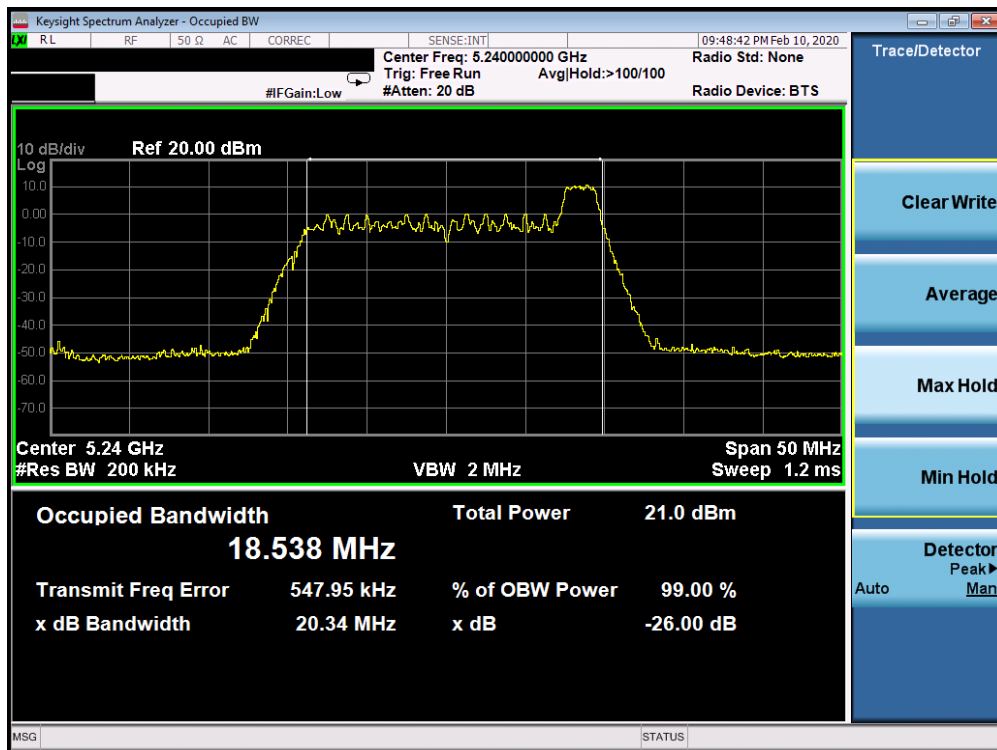 Keysight Spectrum Analyzer - Occupied BW
LXI RL RF 50 Ω AC CORREC SENSE:INT 09:48:42 PM Feb 10, 2020
Center Freq: 5.240000000 GHz Radio Std: None
Trig: Free Run Avg|Hold:>100/100
#IFGain:Low #Atten: 20 dB Radio Device: BTS
10 dB/div Ref 20.00 dBm
Log
10.0
0.00
-10.0
-20.0
-30.0
-40.0
-50.0
-60.0
-70.0
Center 5.24 GHz Span 50 MHz
#Res BW 200 kHz VBW 2 MHz Sweep 1.2 ms
Occupied Bandwidth Total Power 21.0 dBm
18.538 MHz
Transmit Freq Error 547.95 kHz % of OBW Power 99.00 %
x dB Bandwidth 20.34 MHz x dB -26.00 dB
MSG STATUS
Trace/Detector
Clear Write
Average
Max Hold
Min Hold
Detector
Peak▶
Auto Man